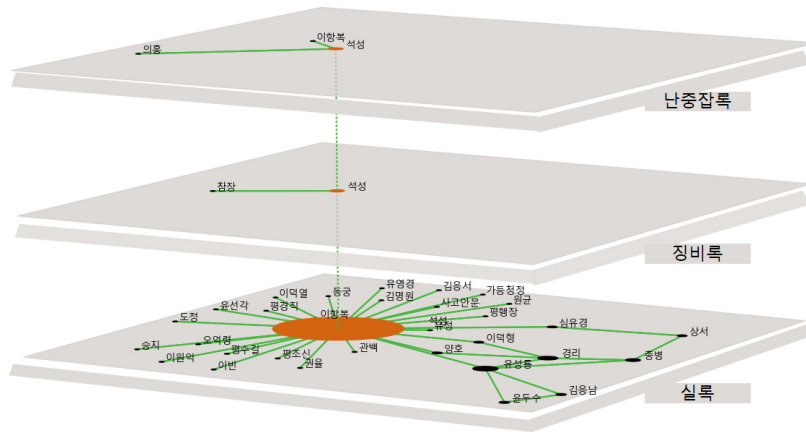 이항복
석성
의홍
난중잡록
참장
석성
징비록
유영경
김응서
가등청정
이덕열
동궁
김명원
사고안문
원균
윤선각
평경직
이항복
평행장
도정
석성
유정
심유경
상서
오억령
이덕형
승지
평수길
관백
양호
경리
중병
이원익
평조신
유성룡
이빈
권율
김응남
윤두수
실록